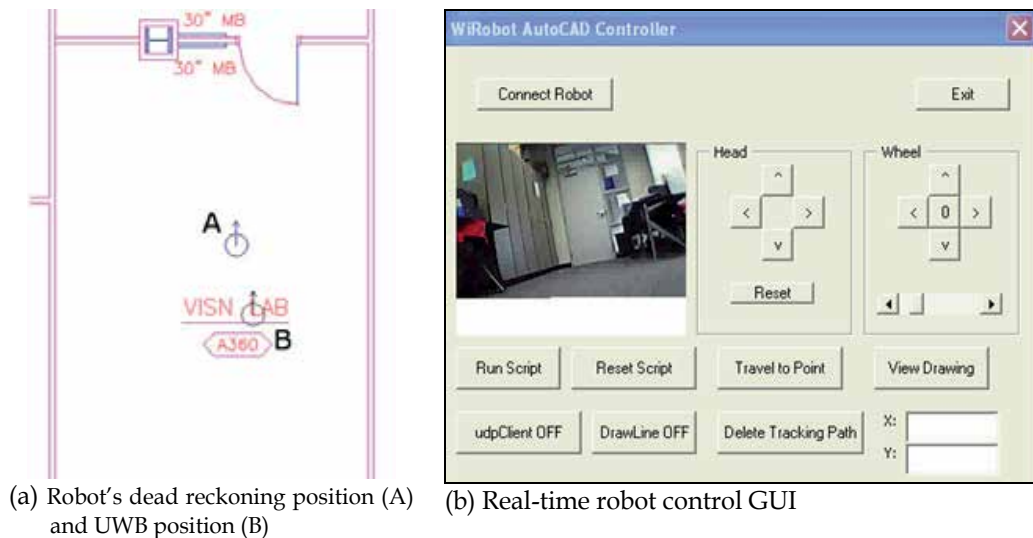 30" MB
30" MB
A
VISN LAB
A360
B
(a) Robot's dead reckoning position (A)
and UWB position (B)
WiRobot AutoCAD Controller
Connect Robot
Exit
Head
Wheel
^
^
<
>
<
0
>
v
v
Reset
Run Script
Reset Script
Travel to Point
View Drawing
udpClient OFF
DrawLine OFF
Delete Tracking Path
X:
Y:
(b) Real-time robot control GUI